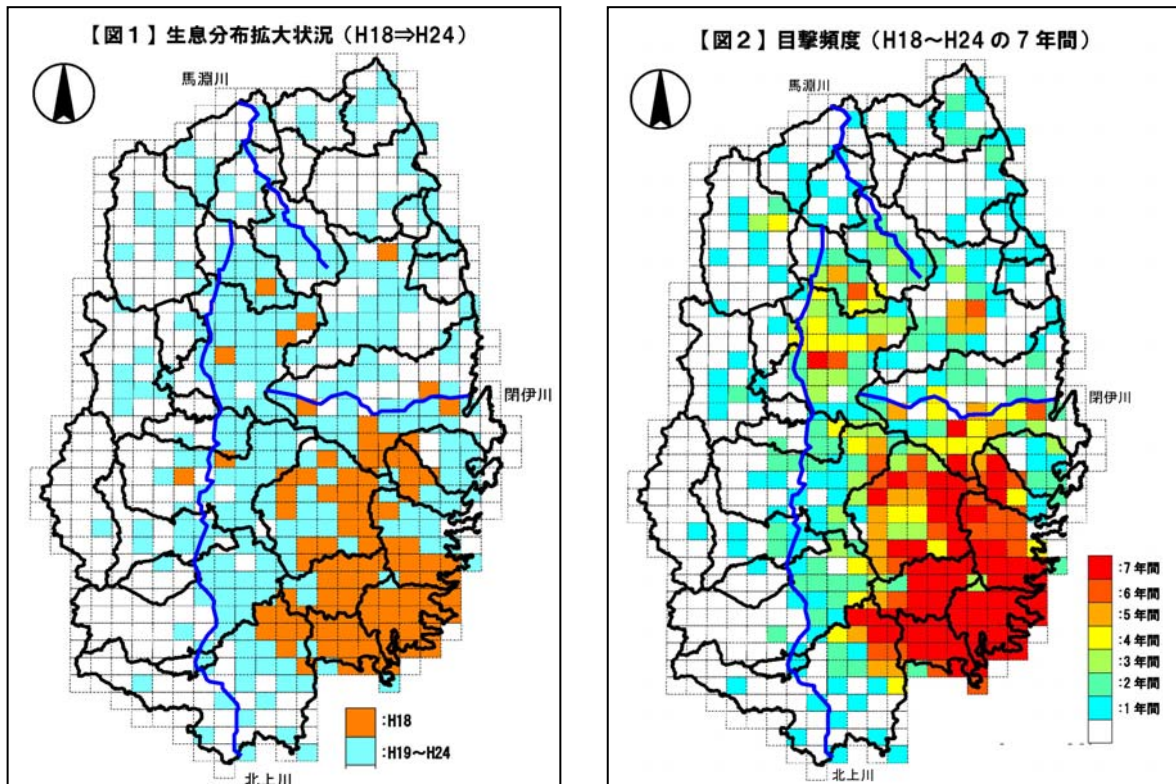 【図１】生息分布拡大状況（H18⇒H24）
馬淵川
閉伊川
:H18
:H19～H24
北上川
【図２】目撃頻度（H18～H24の７年間）
馬淵川
閉伊川
:７年間
:６年間
:５年間
:４年間
:３年間
:２年間
:１年間
北上川